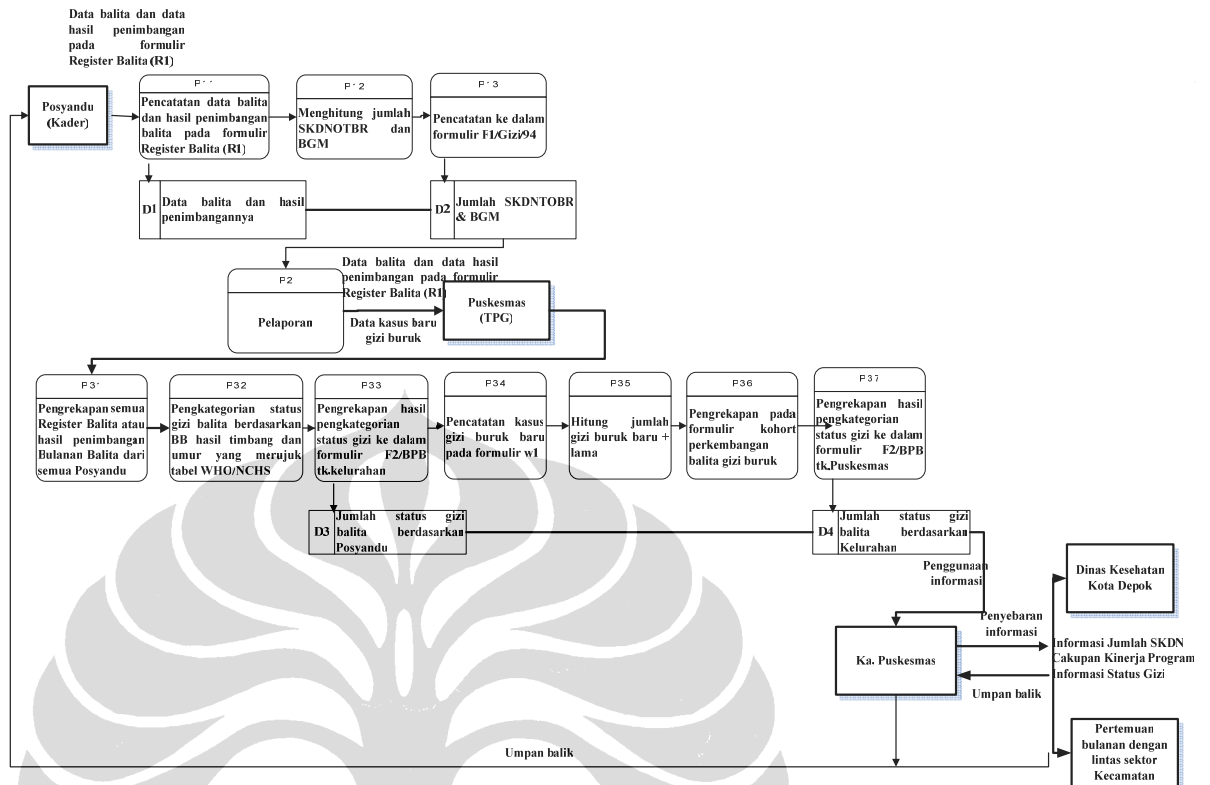 Data balita dan data
hasil penimbangan
pada formulir
Register Balita (R1)
Posyandu
(Kader)
P11
Pencatatan data balita
dan hasil penimbangan
balita pada formulir
Register Balita (R1)
P12
Menghitung jumlah
SKDNOTBR dan
BGM
P13
Pencatatan ke dalam
formulir F1/Gizi/94
D1
Data balita dan hasil
penimbangannya
D2
Jumlah SKDNTOBR
& BGM
P2
Pelaporan
Data balita dan data hasil
penimbangan pada formulir
Register Balita (R1)
Data kasus baru
gizi buruk
Puskesmas
(TPG)
P31
Pengrekapan semua
Register Balita atau
hasil penimbangan
Bulanan Balita dari
semua Posyandu
P32
Pengkategorian status
gizi balita berdasarkan
BB hasil timbang dan
umur yang merujuk
tabel WHO/NCHS
P33
Pengrekapan hasil
pengkategorian
status gizi ke dalam
formulir F2/BPB
tk.kelurahan
P34
Pencatatan kasus
gizi buruk baru
pada formulir w1
P35
Hitung jumlah
gizi buruk baru +
lama
P36
Pengrekapan pada
formulir kohort
perkembangan
balita gizi buruk
P37
Pengrekapan hasil
pengkategorian
status gizi ke dalam
formulir F2/BPB
tk.Puskesmas
D3
Jumlah status gizi
balita berdasarkan
Posyandu
D4
Jumlah status gizi
balita berdasarkan
Kelurahan
Penggunaan
informasi
Ka. Puskesmas
Penyebaran
informasi
Umpan balik
Dinas Kesehatan
Kota Depok
Informasi Jumlah SKDN
Cakupan Kinerja Program
Informasi Status Gizi
Pertemuan
bulanan dengan
lintas sektor
Kecamatan
Umpan balik